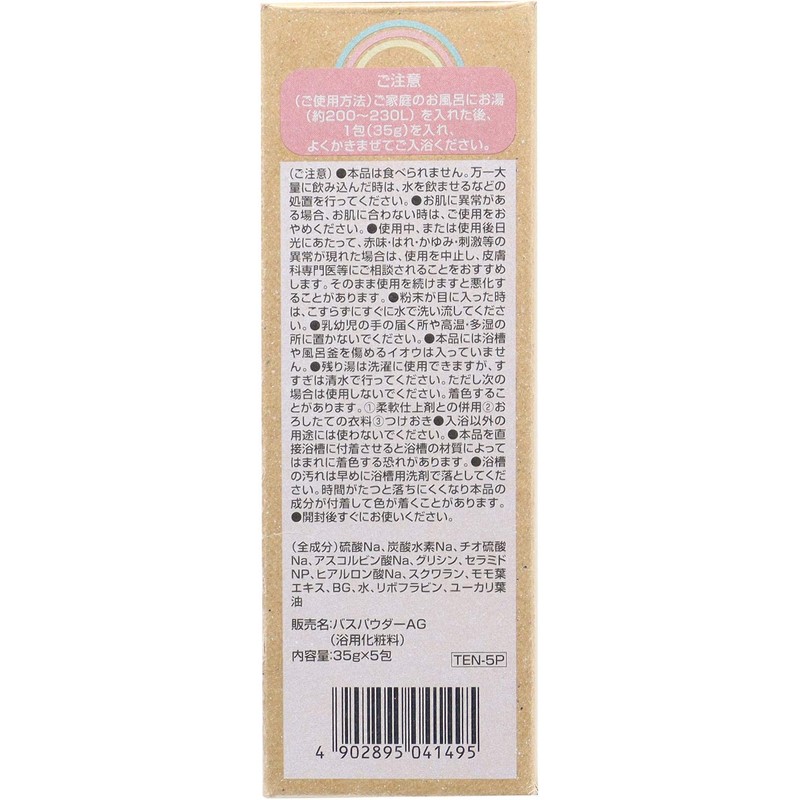 ご注意
(ご使用方法)ご家庭のお風呂にお湯
(約200〜230L)を入れた後、
1包(35g)を入れ、
よくかきまぜてご入浴ください。
(ご注意)●本品は食べられません。万一大
量に飲み込んだ時は、水を飲ませるなどの
処置を行ってください。●お肌に異常があ
る場合、お肌に合わない時は、ご使用をお
やめください。●使用中、または使用後日
光にあたって、赤味・はれ・かゆみ・刺激等の
異常が現れた場合は、使用を中止し、皮膚
科専門医等にご相談されることをおすすめ
します。そのまま使用を続けますと悪化す
ることがあります。●粉末が目に入った時
は、こすらずにすぐに水で洗い流してくださ
い。●乳幼児の手の届く所や高温・多湿の
所に置かないでください。●本品には浴槽
や風呂釜を傷めるイオウは入っていませ
ん。●残り湯は洗濯に使用できますが、す
すぎは清水で行ってください。ただし次の
場合は使用しないでください。着色するこ
とがあります。①柔軟仕上剤との併用②お
ろしたての衣料③つけおき●入浴以外の
用途には使わないでください。●本品を直
接浴槽に付着させると浴槽の材質によって
はまれに着色する恐れがあります。●浴槽
の汚れは早めに浴槽用洗剤で落としてくだ
さい。時間がたつと落ちにくくなり本品の
成分が付着して色が着くことがあります。
●開封後すぐにお使いください。
(全成分)硫酸Na、炭酸水素Na、チオ硫酸
Na、アスコルビン酸Na、グリシン、セラミド
NP、ヒアルロン酸Na、スクワラン、モモ葉
エキス、BG、水、リボフラビン、ユーカリ葉
油
販売名:バスパウダーAG
(浴用化粧料)
内容量:35g×5包
TEN-5P
4 902895 041495